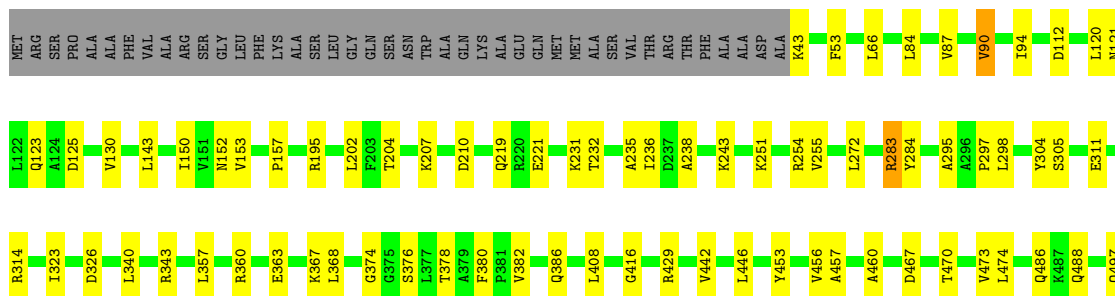 MET ARG SER PRO ALA ALA PHE VAL ALA ARG SER GLY LEU PHE LYS ALA SER LEU GLY GLN SER ASN TRP ALA GLN LYS ALA GLU GLN MET MET ALA SER VAL THR ARG THR PHE ALA ALA ASP ALA K43 F53 L66 L84 V87 V90 I94 D112 L120 N121
L122 Q123 A124 D125 V130 L143 I150 V151 N152 V153 P157 R195 L202 F203 T204 K207 D210 Q219 R220 E221 K231 T232 A235 I236 D237 A238 K243 K251 R254 V255 L272 R283 Y284 A295 A296 P297 L298 Y304 S305 E311
R314 I323 D326 L340 R343 L357 R360 E363 K367 L368 G374 G375 S376 L377 T378 A379 F380 P381 V382 Q386 L408 G416 R429 V442 L446 Y453 V456 A457 A460 D467 T470 V473 L474 Q486 K487 Q488